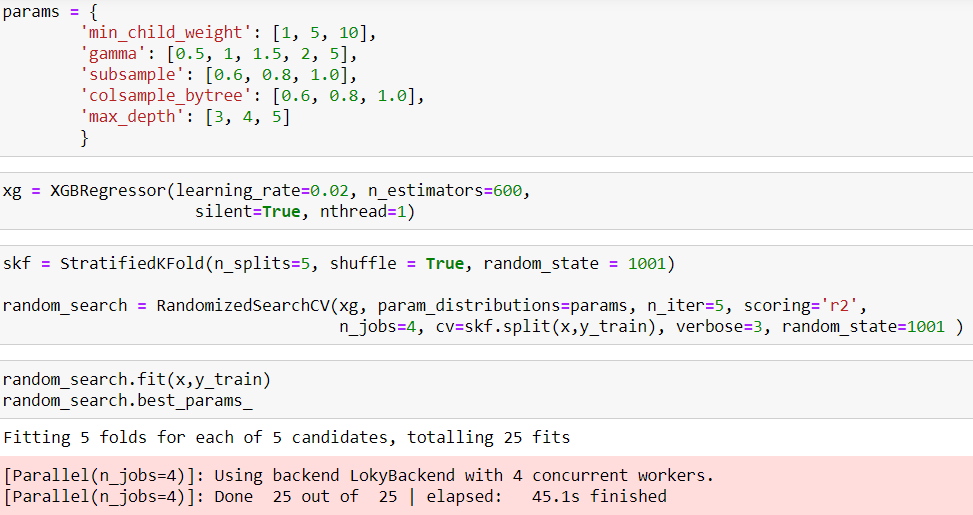 params = {
'min_child_weight': [1, 5, 10],
'gamma': [0.5, 1, 1.5, 2, 5],
'subsample': [0.6, 0.8, 1.0],
'colsample_bytree': [0.6, 0.8, 1.0],
'max_depth': [3, 4, 5]
}
xg = XGBRegressor(learning_rate=0.02, n_estimators=600,
silent=True, nthread=1)
skf = StratifiedKFold(n_splits=5, shuffle = True, random_state = 1001)
random_search = RandomizedSearchCV(xg, param_distributions=params, n_iter=5, scoring='r2',
n_jobs=4, cv=skf.split(x,y_train), verbose=3, random_state=1001 )
random_search.fit(x,y_train)
random_search.best_params_
Fitting 5 folds for each of 5 candidates, totalling 25 fits
[Parallel(n_jobs=4)]: Using backend LokyBackend with 4 concurrent workers.
[Parallel(n_jobs=4)]: Done  25 out of  25 | elapsed:   45.1s finished